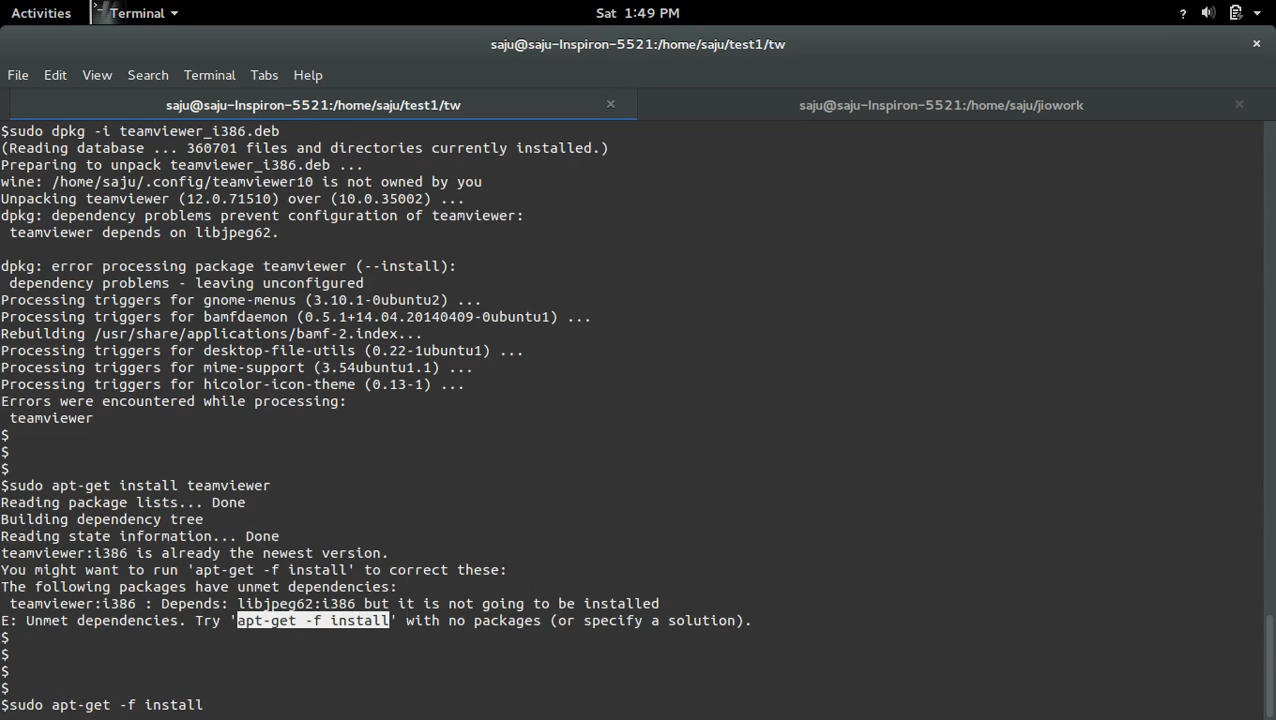 Activities
Terminal
Sat 1:49 PM
?
saju@saju-Inspiron-5521:/home/saju/test1/tw
File Edit View Search Terminal Tabs Help
saju@saju-Inspiron-5521:/home/saju/test1/tw
saju@saju-Inspiron-5521:/home/saju/jiowork
$sudo dpkg -i teamviewer_i386.deb
(Reading database ... 360701 files and directories currently installed.)
Preparing to unpack teamviewer_i386.deb ...
wine: /home/saju/.config/teamviewer10 is not owned by you
Unpacking teamviewer (12.0.71510) over (10.0.35002) ...
dpkg: dependency problems prevent configuration of teamviewer:
 teamviewer depends on libjpeg62.
dpkg: error processing package teamviewer (--install):
 dependency problems - leaving unconfigured
Processing triggers for gnome-menus (3.10.1-0ubuntu2) ...
Processing triggers for bamfdaemon (0.5.1+14.04.20140409-0ubuntu1) ...
Rebuilding /usr/share/applications/bamf-2.index...
Processing triggers for desktop-file-utils (0.22-1ubuntu1) ...
Processing triggers for mime-support (3.54ubuntu1.1) ...
Processing triggers for hicolor-icon-theme (0.13-1) ...
Errors were encountered while processing:
 teamviewer
$
$
$
$sudo apt-get install teamviewer
Reading package lists... Done
Building dependency tree
Reading state information... Done
teamviewer:i386 is already the newest version.
You might want to run 'apt-get -f install' to correct these:
The following packages have unmet dependencies:
 teamviewer:i386 : Depends: libjpeg62:i386 but it is not going to be installed
E: Unmet dependencies. Try 'apt-get -f install' with no packages (or specify a solution).
$
$
$
$
$sudo apt-get -f install